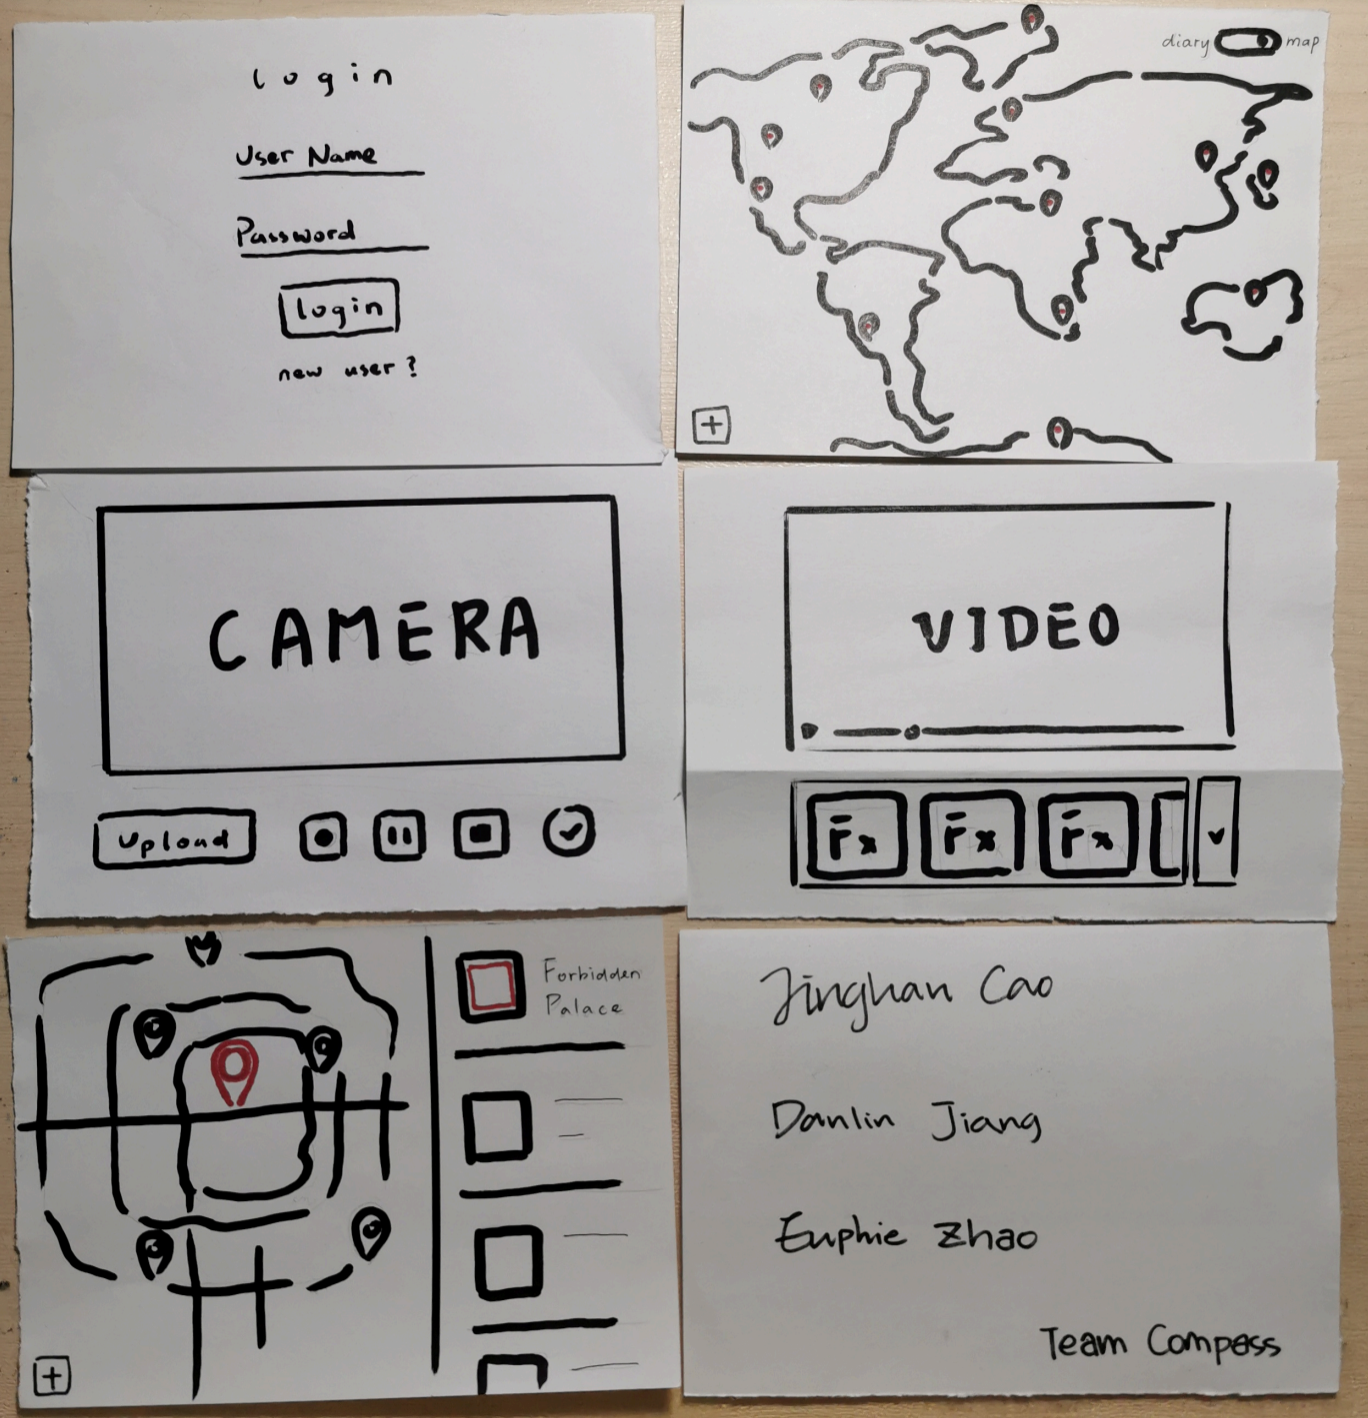 login
User Name
Password
login
new user?
diary map
CAMERA
Upload
VIDEO
Fx Fx Fx
Forbidden
Palace
Jinghan Cao
Danlin Jiang
Euphie Zhao
Team Compass